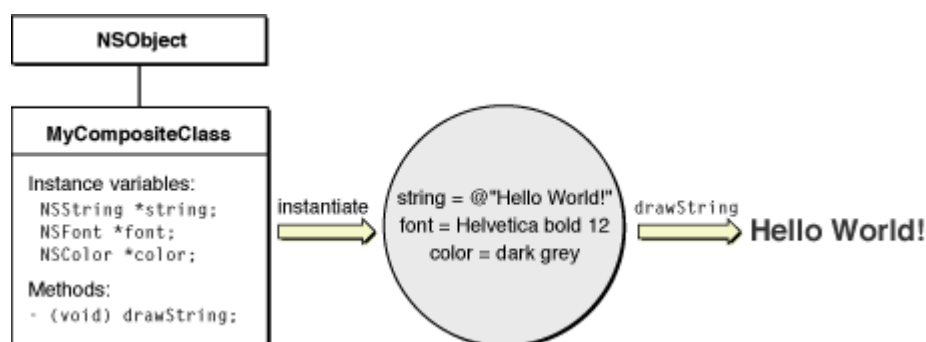 NSObject
MyCompositeClass
Instance variables:
NSString *string;
NSFont *font;
NSColor *color;
Methods:
- (void) drawString;
instantiate
string = @"Hello World!"
font = Helvetica bold 12
color = dark grey
drawString
Hello World!